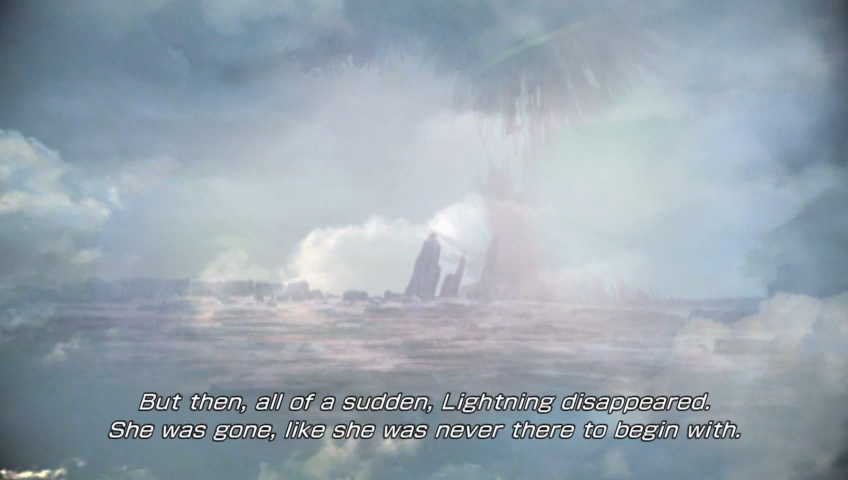 But then, all of a sudden, Lightning disappeared.
She was gone, like she was never there to begin with.